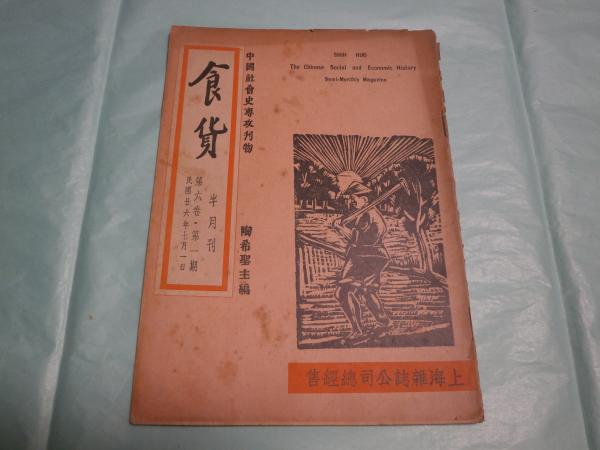 SHIH HUO
The Chinese Social and Economic History
Semi-Monthly Magazine
中國社會史專攻刊物
食貨
半月刊
第六卷・第一期
民國廿六年七月一日
陶希聖主編
上海雜誌公司總經售